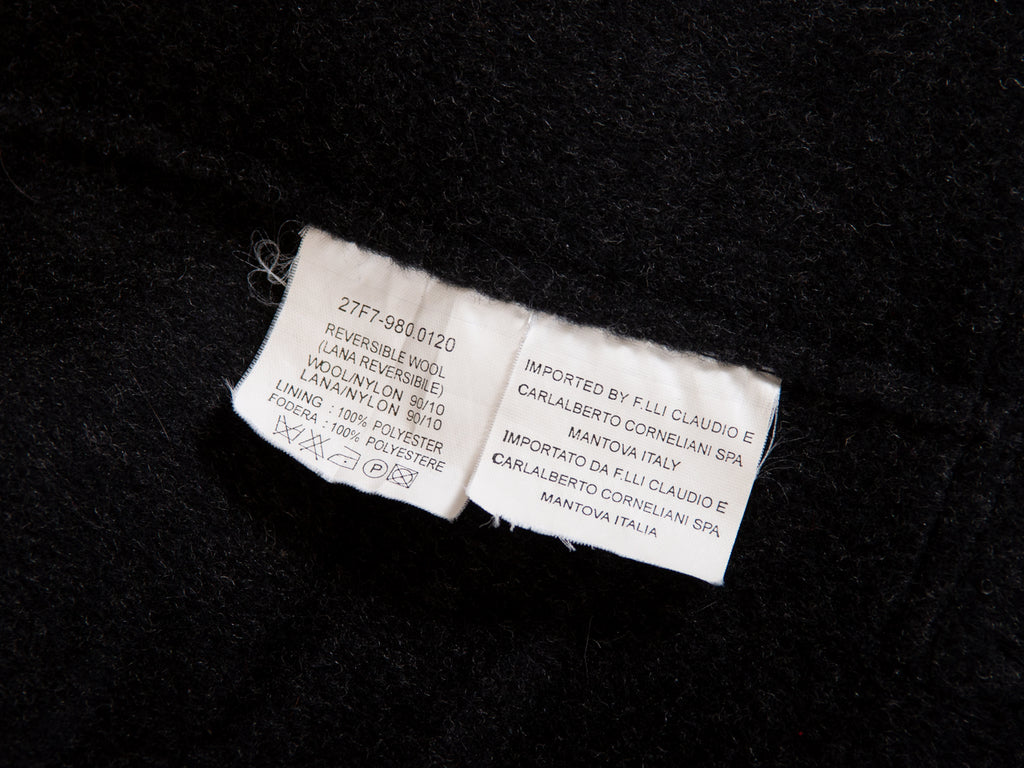 27F7-980.0120
REVERSIBLE WOOL
(LANA REVERSIBILE)
WOOL/NYLON 90/10
LANA/NYLON 90/10
LINING : 100% POLYESTER
FODERA : 100% POLYESTERE
P
IMPORTED BY F.LLI CLAUDIO E
CARLALBERTO CORNELIANI SPA
MANTOVA ITALY
IMPORTATO DA F.LLI CLAUDIO E
CARLALBERTO CORNELIANI SPA
MANTOVA ITALIA